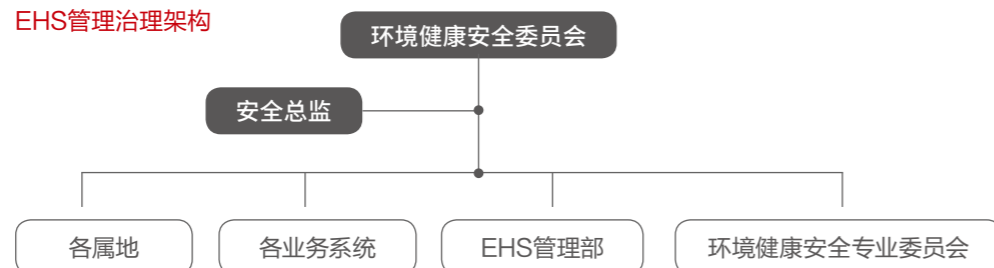 EHS管理治理架构
环境健康安全委员会
安全总监
各属地
各业务系统
EHS管理部
环境健康安全专业委员会